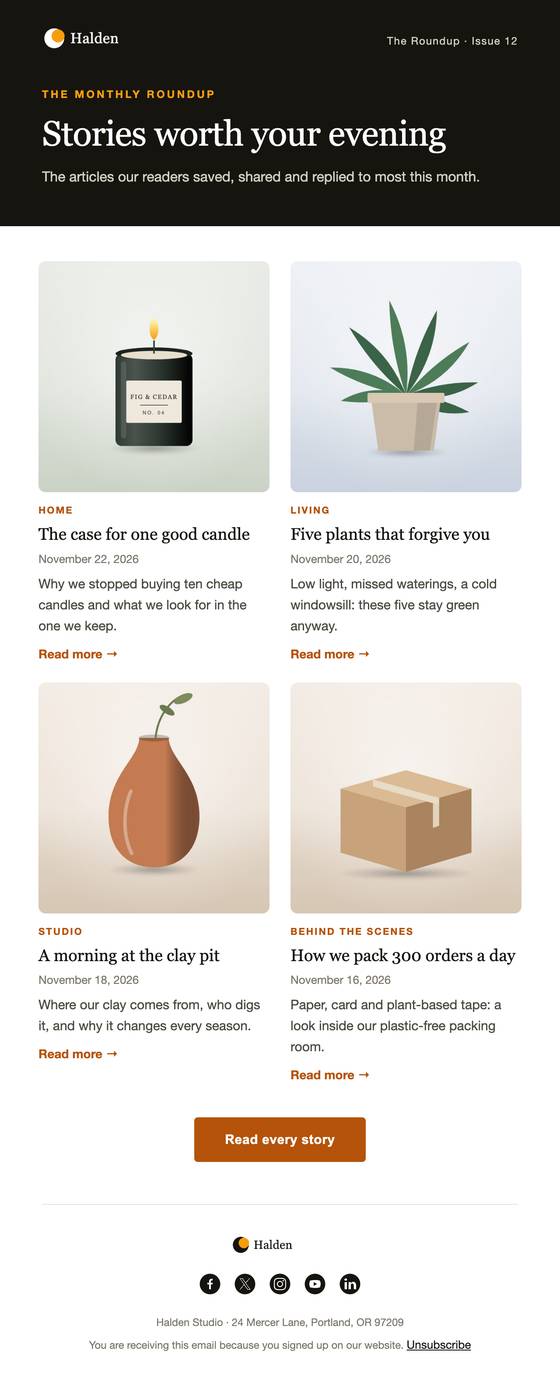 Halden
The Roundup · Issue 12
THE MONTHLY ROUNDUP
Stories worth your evening
The articles our readers saved, shared and replied to most this month.
FIG & CEDAR
NO. 04
HOME
The case for one good candle
November 22, 2026
Why we stopped buying ten cheap
candles and what we look for in the
one we keep.
Read more →
LIVING
Five plants that forgive you
November 20, 2026
Low light, missed waterings, a cold
windowsill: these five stay green
anyway.
Read more →
STUDIO
A morning at the clay pit
November 18, 2026
Where our clay comes from, who digs
it, and why it changes every season.
Read more →
BEHIND THE SCENES
How we pack 300 orders a day
November 16, 2026
Paper, card and plant-based tape: a
look inside our plastic-free packing
room.
Read more →
Read every story
Halden
Halden Studio · 24 Mercer Lane, Portland, OR 97209
You are receiving this email because you signed up on our website. Unsubscribe